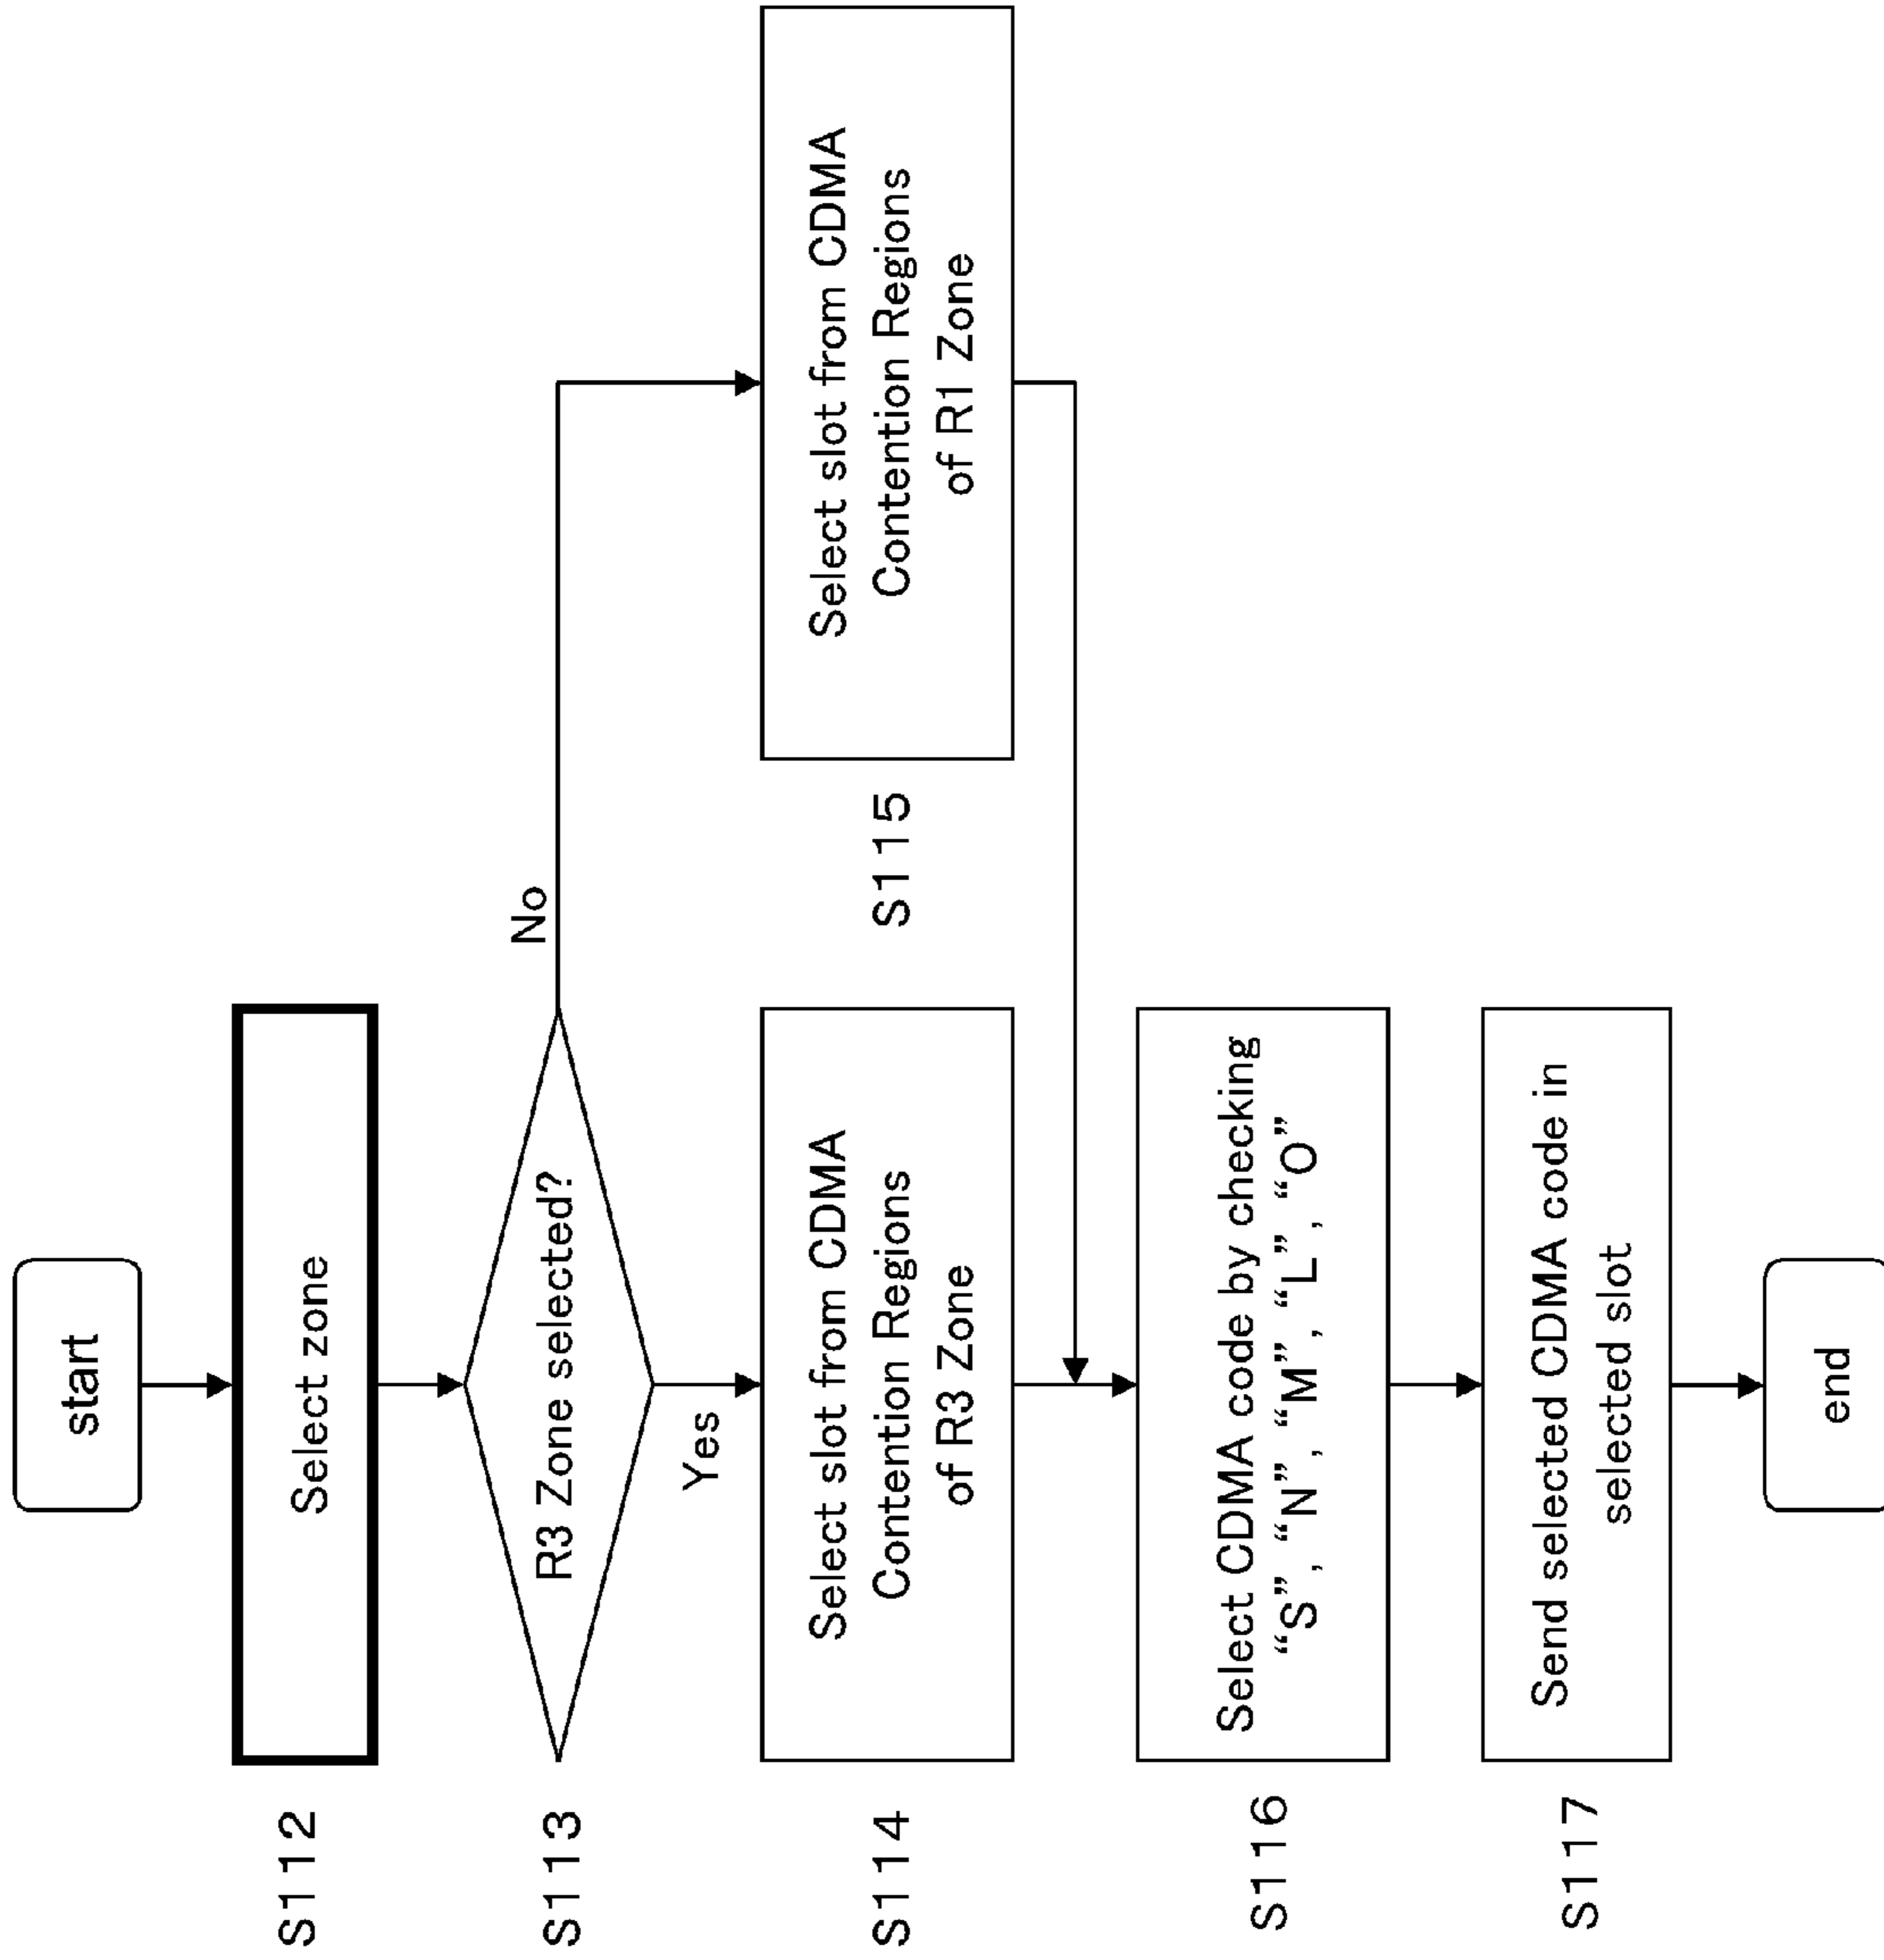 start
S112
Select zone
S113
R3 Zone selected?
No
Yes
S114
Select slot from CDMA
Contention Regions
of R3 Zone
S115
Select slot from CDMA
Contention Regions
of R1 Zone
S116
Select CDMA code by checking
“S”, “N”, “M”, “L”, “O”
S117
Send selected CDMA code in
selected slot
end